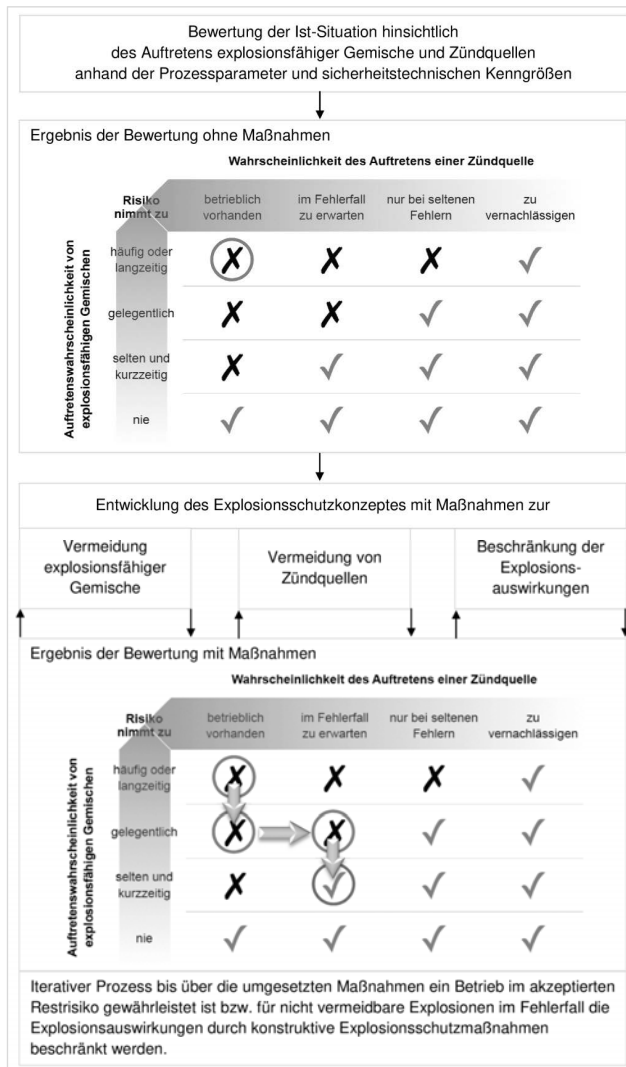 Bewertung der Ist-Situation hinsichtlich
des Auftretens explosionsfähiger Gemische und Zündquellen
anhand der Prozessparameter und sicherheitstechnischen Kenngrößen
Ergebnis der Bewertung ohne Maßnahmen
Wahrscheinlichkeit des Auftretens einer Zündquelle
Risiko
nimmt zu
betrieblich
vorhanden
im Fehlerfall
zu erwarten
nur bei seltenen
Fehlern
zu
vernachlässigen
Auftretenswahrscheinlichkeit von
explosionsfähigen Gemischen
häufig oder
langzeitig
✗ ✗ ✗ ✓
gelegentlich
✗ ✗ ✓ ✓
selten und
kurzzeitig
✗ ✓ ✓ ✓
nie
✓ ✓ ✓ ✓
Entwicklung des Explosionsschutzkonzeptes mit Maßnahmen zur
Vermeidung
explosionsfähiger
Gemische
Vermeidung von
Zündquellen
Beschränkung der
Explosions-
auswirkungen
Ergebnis der Bewertung mit Maßnahmen
Wahrscheinlichkeit des Auftretens einer Zündquelle
Risiko
nimmt zu
betrieblich
vorhanden
im Fehlerfall
zu erwarten
nur bei seltenen
Fehlern
zu
vernachlässigen
Auftretenswahrscheinlichkeit von
explosionsfähigen Gemischen
häufig oder
langzeitig
✗ ✗ ✗ ✓
gelegentlich
✗ ✗ ✓ ✓
selten und
kurzzeitig
✗ ✓ ✓ ✓
nie
✓ ✓ ✓ ✓
Iterativer Prozess bis über die umgesetzten Maßnahmen ein Betrieb im akzeptierten
Restrisiko gewährleistet ist bzw. für nicht vermeidbare Explosionen im Fehlerfall die
Explosionsauswirkungen durch konstruktive Explosionsschutzmaßnahmen
beschränkt werden.